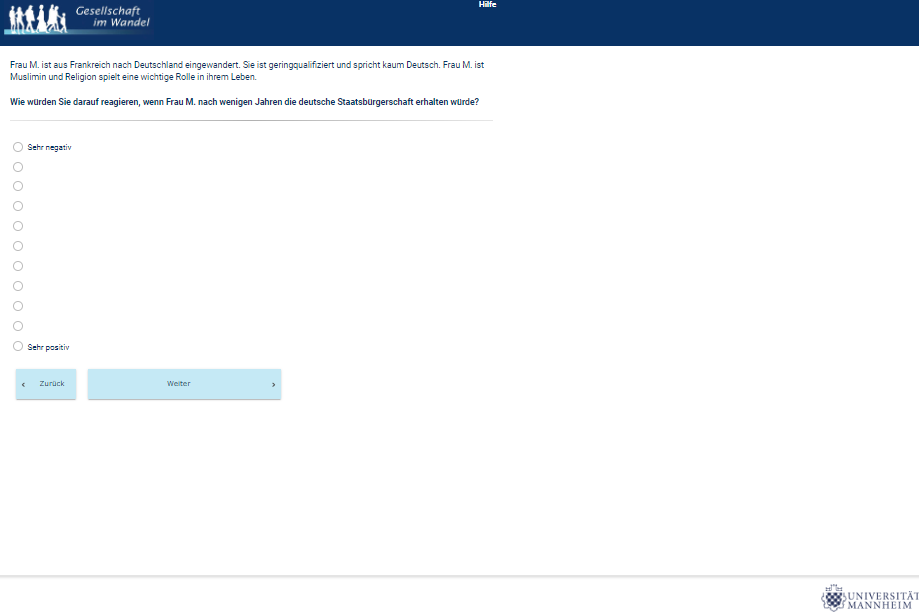 Gesellschaft
im Wandel
Hilfe
Frau M. ist aus Frankreich nach Deutschland eingewandert. Sie ist geringqualifiziert und spricht kaum Deutsch. Frau M. ist
Muslimin und Religion spielt eine wichtige Rolle in ihrem Leben.
Wie würden Sie darauf reagieren, wenn Frau M. nach wenigen Jahren die deutsche Staatsbürgerschaft erhalten würde?
Sehr negativ
Sehr positiv
‹ Zurück
Weiter ›
UNIVERSITÄT
MANNHEIM